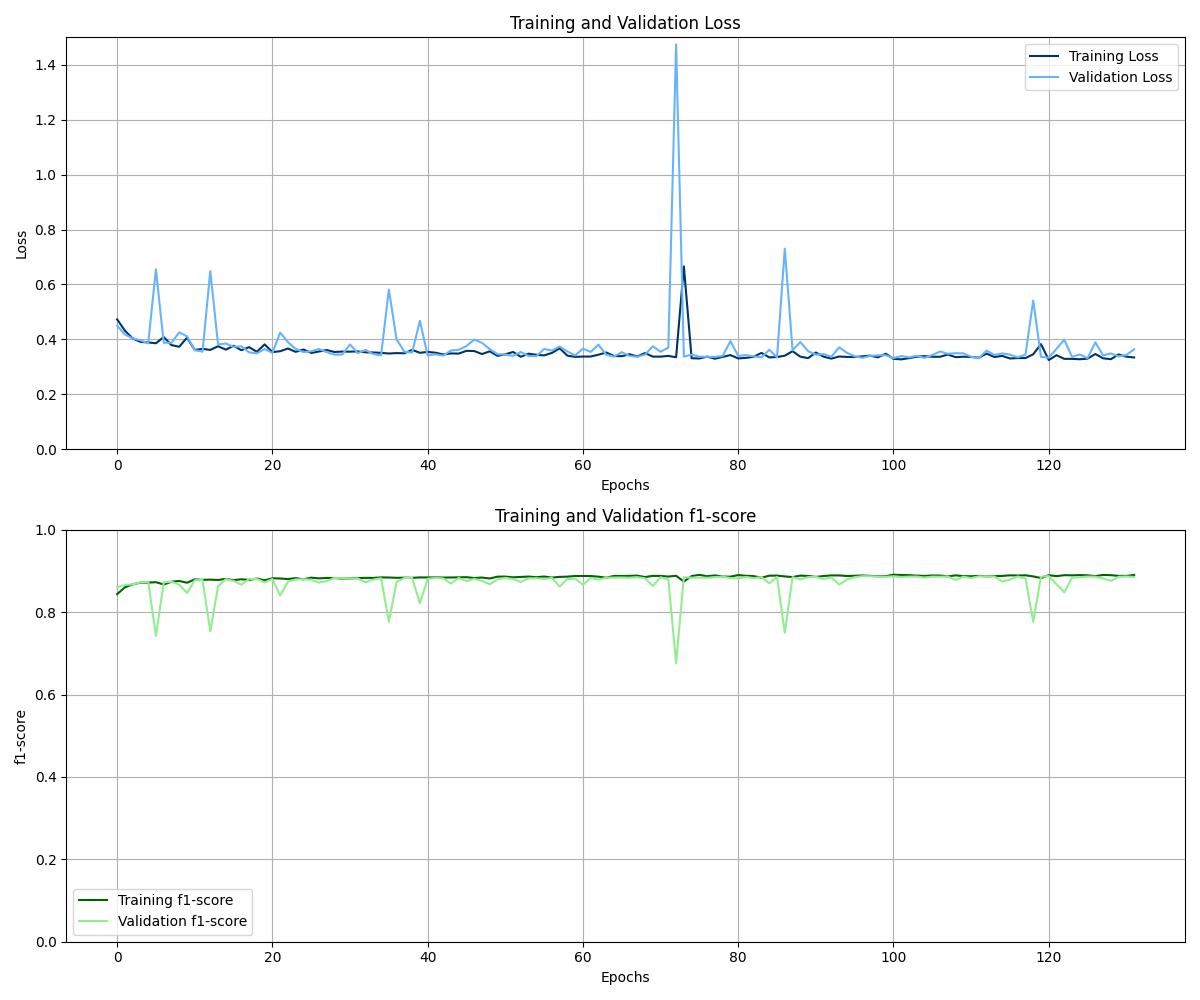 Training and Validation Loss
1.4
1.2
1.0
0.8
0.6
0.4
0.2
0.0
Loss
Training Loss
Validation Loss
0 20 40 60 80 100 120
Epochs
Training and Validation f1-score
1.0
0.8
0.6
0.4
0.2
0.0
f1-score
Training f1-score
Validation f1-score
0 20 40 60 80 100 120
Epochs